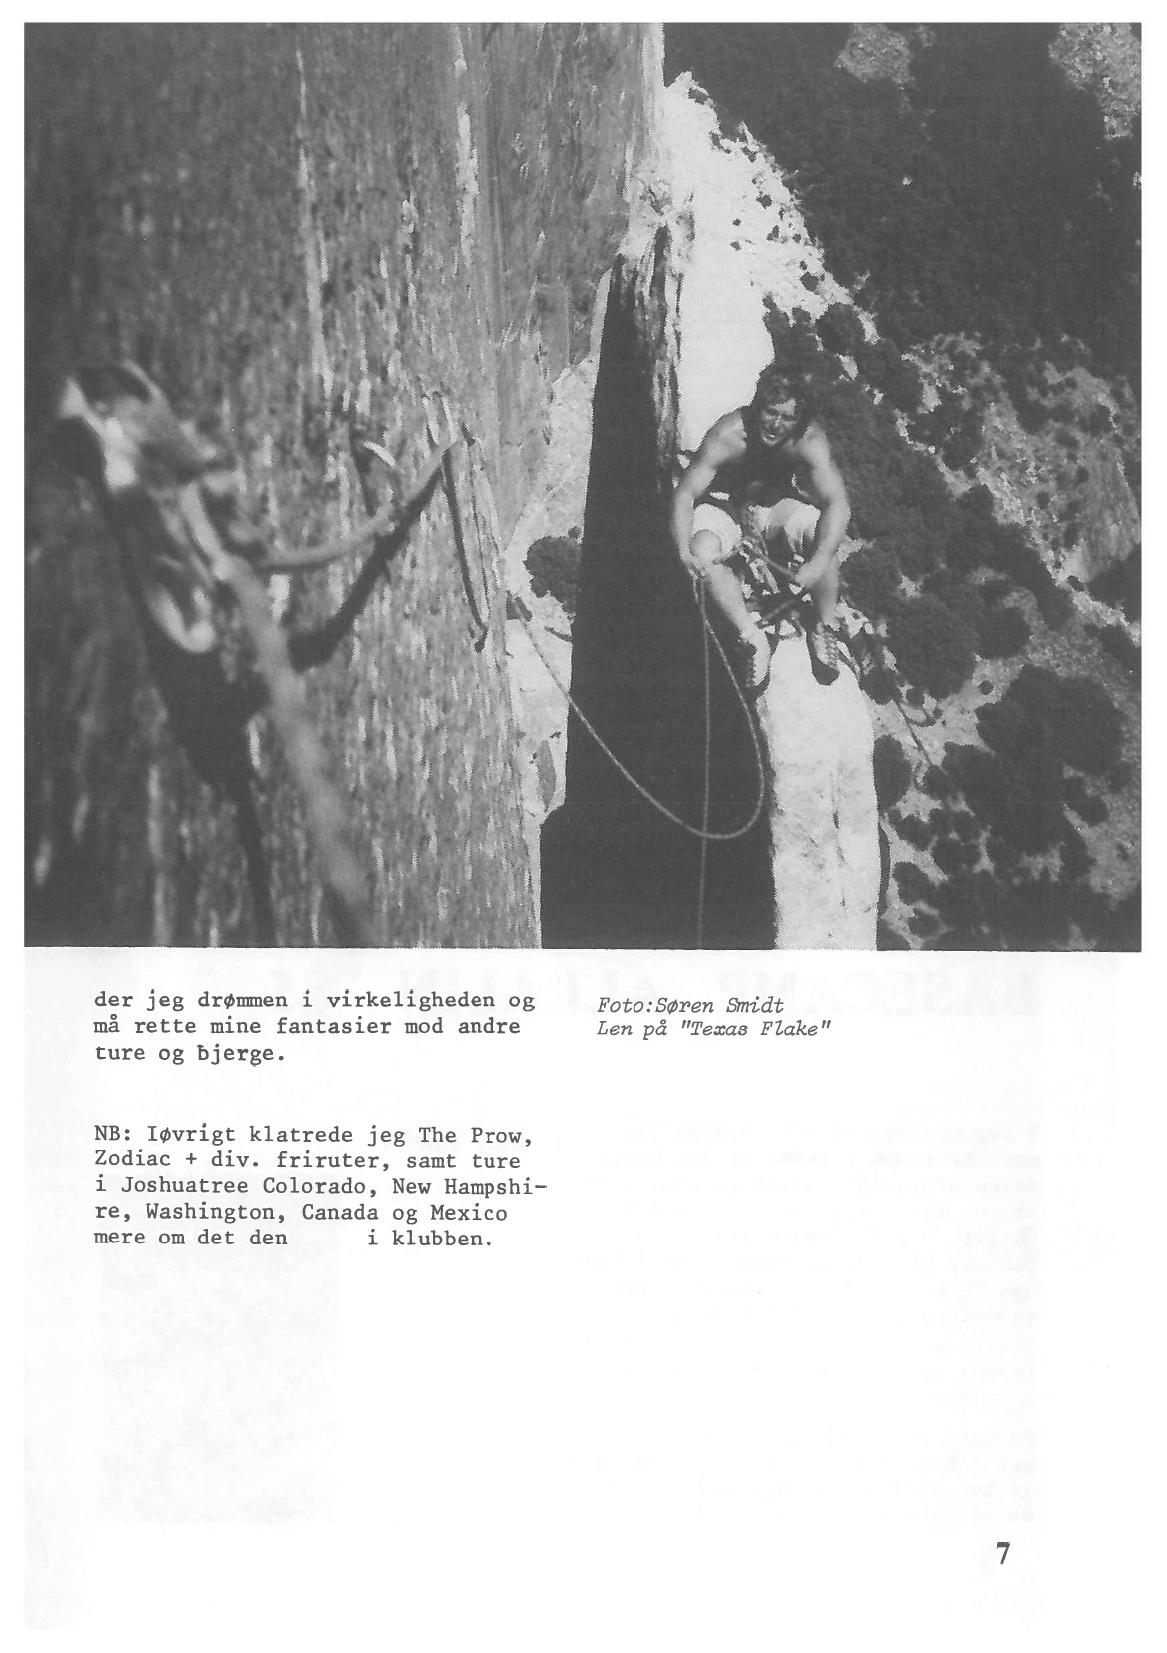 der jeg drømmen i virkeligheden og
må rette mine fantasier mod andre
ture og bjerge.
NB: Iøvrigt klatrede jeg The Prow,
Zodiac + div. friruter, samt ture
i Joshuatree Colorado, New Hampshi-
re, Washington, Canada og Mexico
mere om det den i klubben.
Foto:Søren Smidt
Len på "Texas Flake"
7